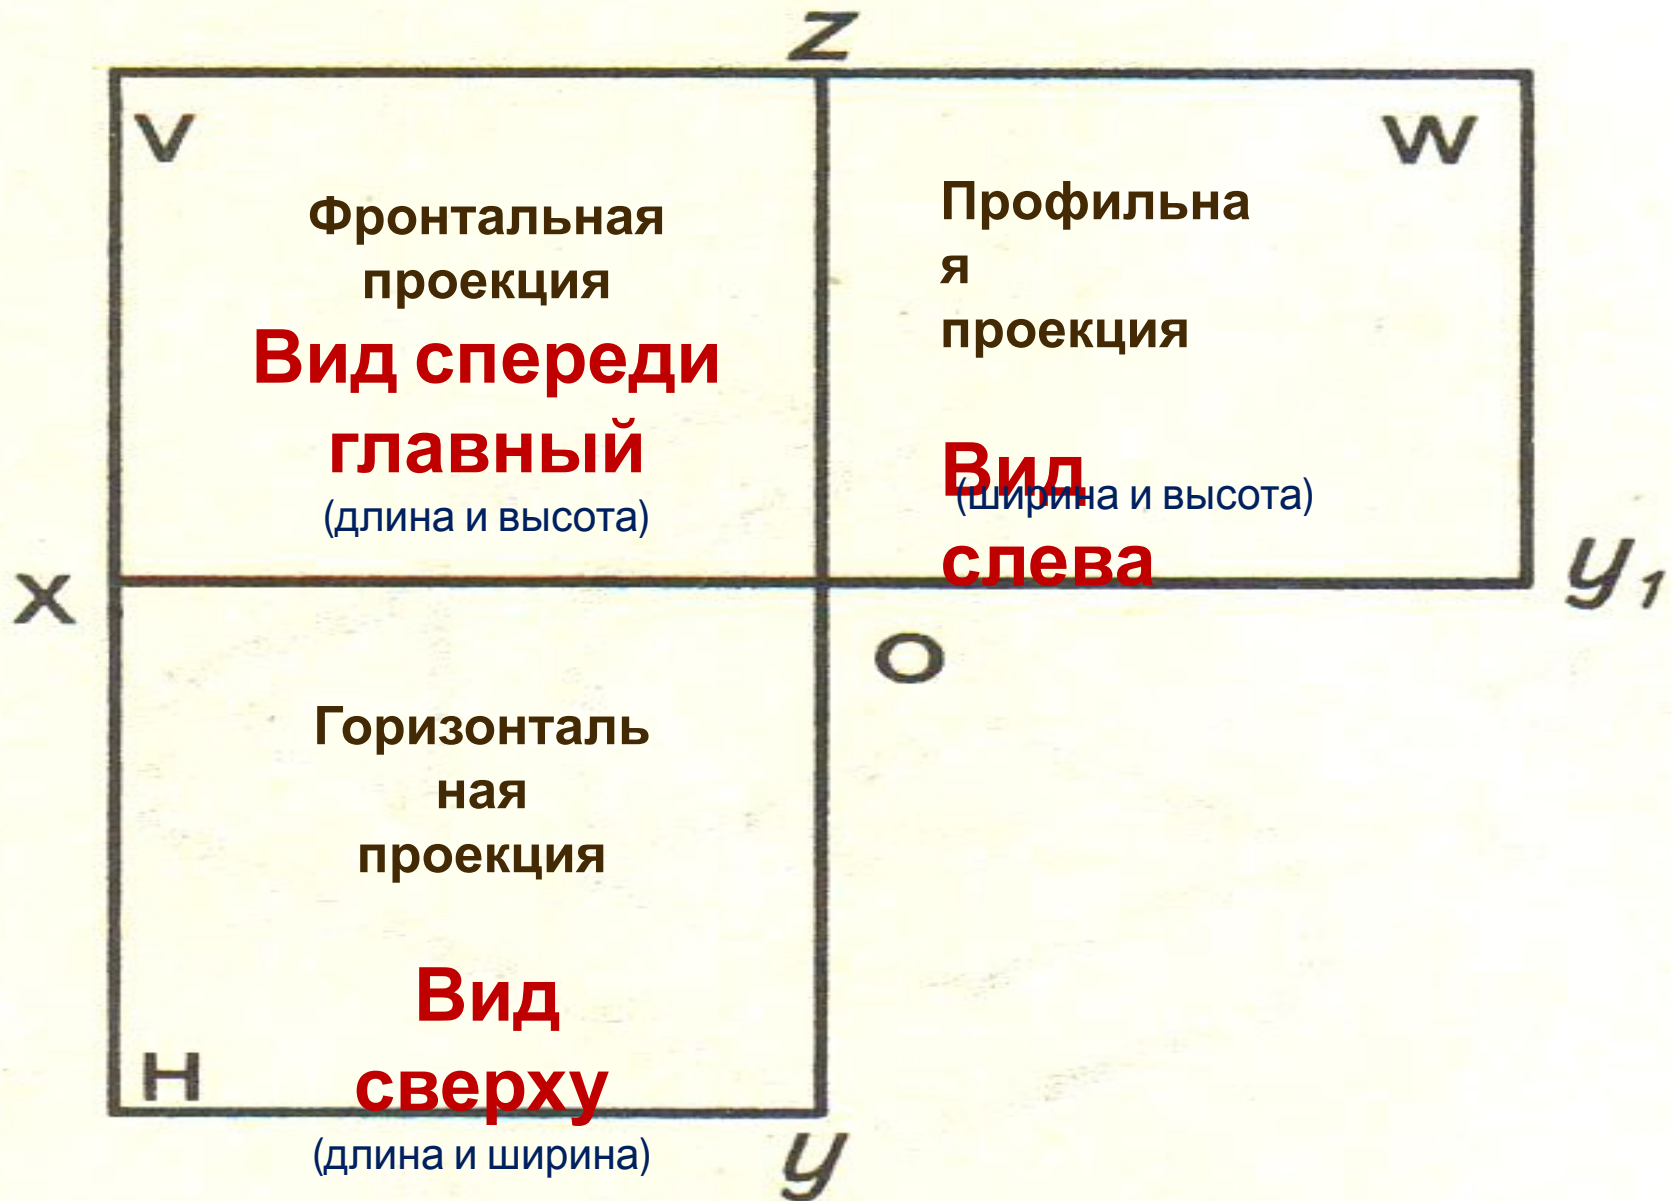 z
V
W
Фронтальная
проекция
Вид спереди
главный
(длина и высота)
Профильна
я
проекция
Вид
(ширина и высота)
слева
x
y₁
O
Горизонталь
ная
проекция
Вид
сверху
H
(длина и ширина)
y